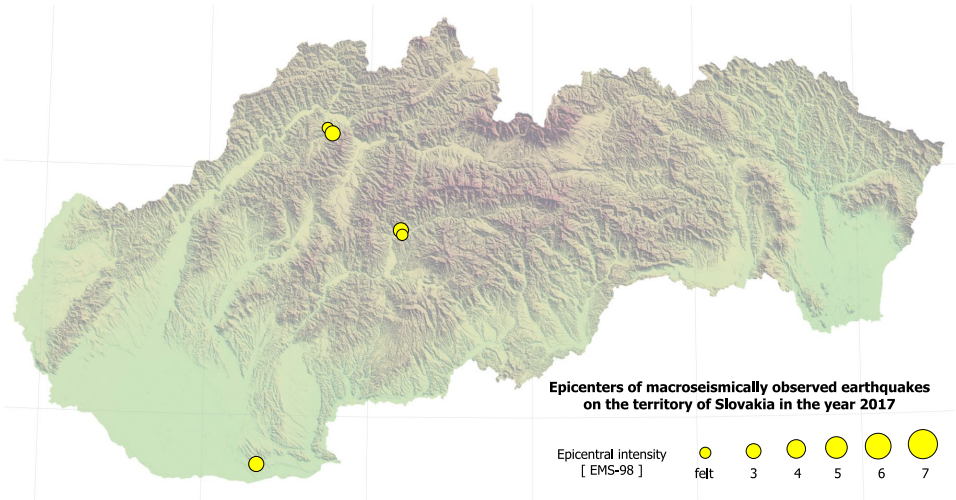 Epicenters of macroseismically observed earthquakes
on the territory of Slovakia in the year 2017
Epicentral intensity
[ EMS-98 ]
felt 3 4 5 6 7